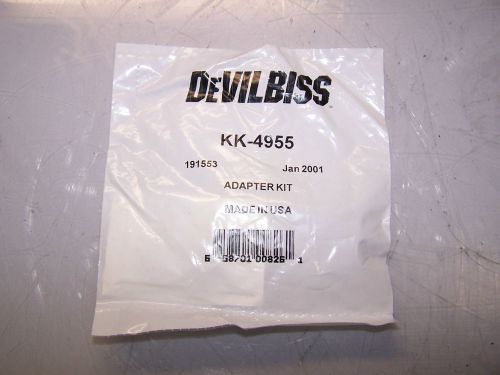 DEVILBISS
KK-4955
191553 Jan 2001
ADAPTER KIT
MADE IN USA